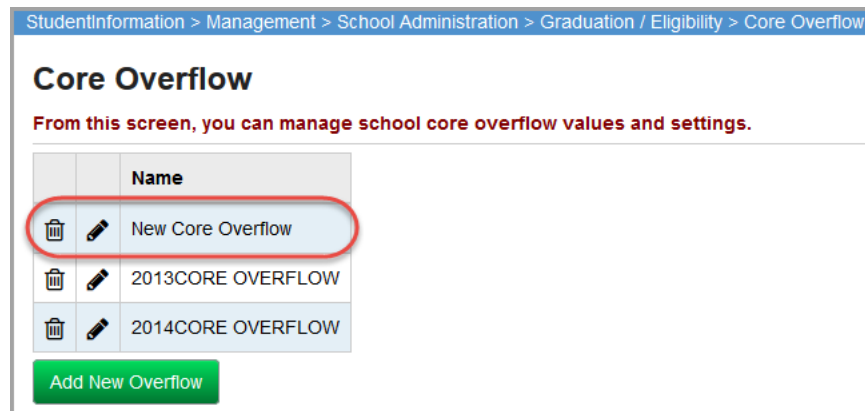 StudentInformation > Management > School Administration > Graduation / Eligibility > Core Overflow
Core Overflow
From this screen, you can manage school core overflow values and settings.
Name
New Core Overflow
2013CORE OVERFLOW
2014CORE OVERFLOW
Add New Overflow